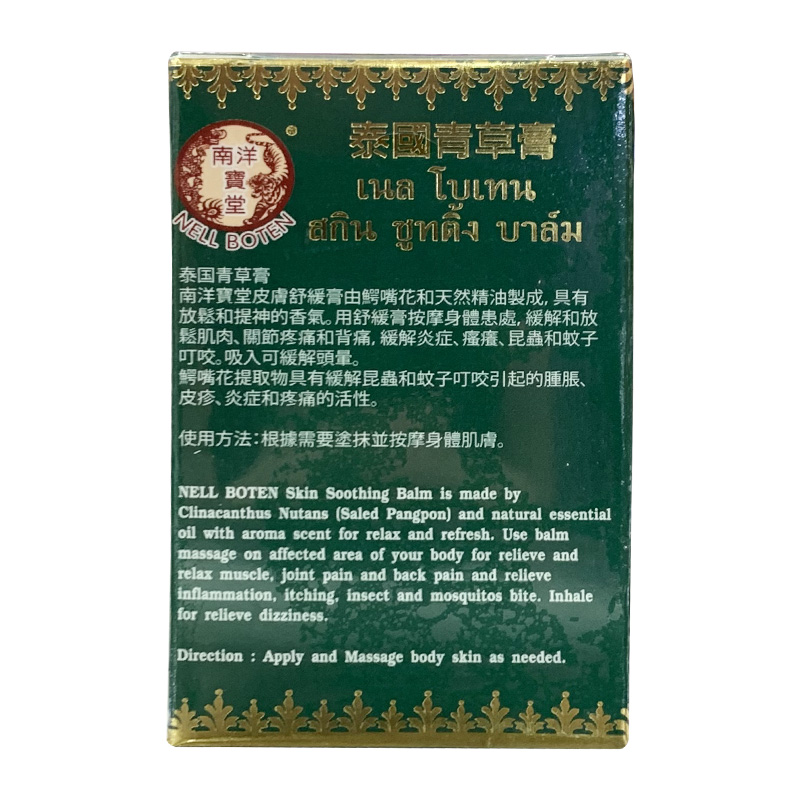 南洋
寶
堂
NELL BOTEN
®
泰國青草膏
เนล โบเทน
สกิน ซูทติ้ง บาล์ม
泰国青草膏
南洋寶堂皮膚舒緩膏由鰐嘴花和天然精油製成，具有
放鬆和提神的香氣。用舒緩膏按摩身體患處，緩解和放
鬆肌肉、關節疼痛和背痛，緩解炎症、瘙癢、昆蟲和蚊子
叮咬。吸入可緩解頭暈。
鰐嘴花提取物具有緩解昆蟲和蚊子叮咬引起的腫脹、
皮疹、炎症和疼痛的活性。
使用方法：根據需要塗抹並按摩身體肌膚。
NELL BOTEN Skin Soothing Balm is made by
Clinacanthus Nutans (Saled Pangpon) and natural essential
oil with aroma scent for relax and refresh. Use balm
massage on affected area of your body for relieve and
relax muscle, joint pain and back pain and relieve
inflammation, itching, insect and mosquitos bite. Inhale
for relieve dizziness.
Direction : Apply and Massage body skin as needed.